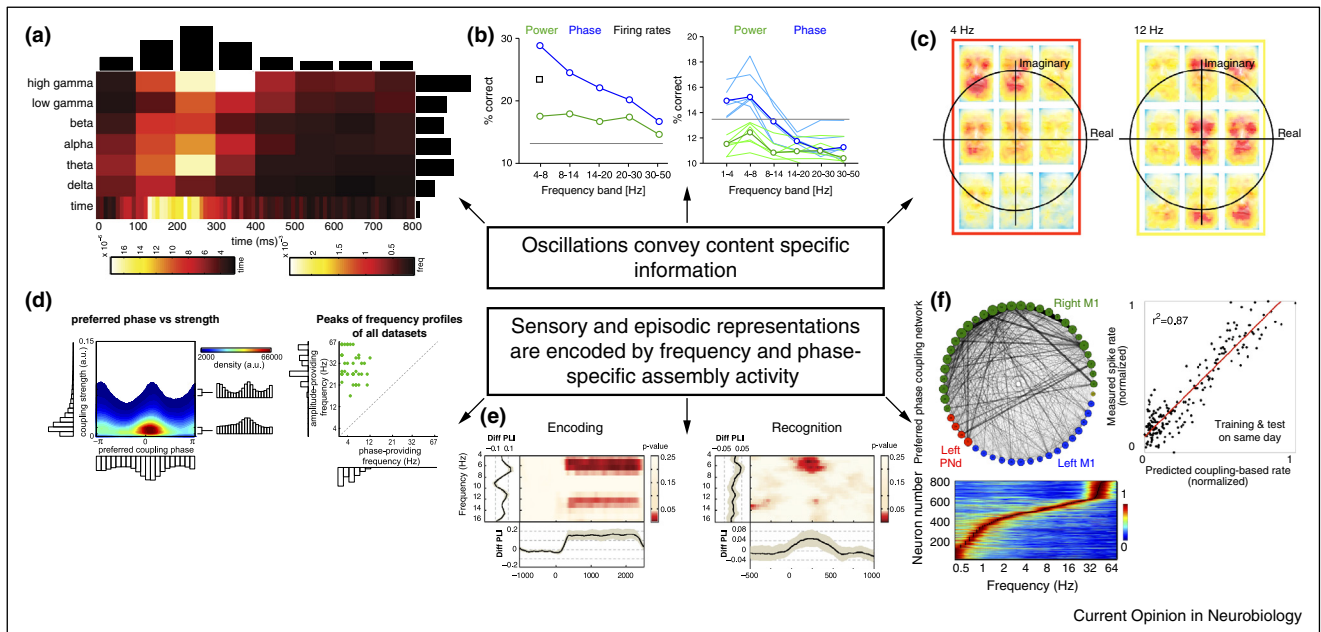 (a)
high gamma
low gamma
beta
alpha
theta
delta
time
0 100 200 300 400 500 600 700 800
time (ms)
x 10⁻³
16 14 12 10 8 6 4
time
x 10⁻³
2 1.5 1 0.5
freq
(b)
Power Phase Firing rates
% correct
30
20
10
4-8 8-14 14-20 20-30 30-50
Frequency band [Hz]
Power Phase
% correct
20
18
16
14
12
10
1-4 4-8 8-14 14-20 20-30 30-50
Frequency band [Hz]
(c)
4 Hz
Imaginary
Real
12 Hz
Imaginary
Real
Oscillations convey content specific
information
Sensory and episodic representations
are encoded by frequency and phase-
specific assembly activity
(d)
preferred phase vs strength
0.15
coupling strength (a.u.)
0
−π 0 π
preferred coupling phase
2000 66000
density (a.u.)
Peaks of frequency profiles
of all datasets
amplitude-providing
frequency (Hz)
67
34
21
12
4
4 12 21 34 67
phase-providing
frequency (Hz)
(e)
Encoding
Diff PLI
−0.1 0.1
Frequency (Hz)
4
6
8
10
12
14
16
p-value
0.25
0.15
0.05
Diff PLI
0.2
0
−0.2
−1000 0 1000 2000
Recognition
Diff PLI
−0.05 0.05
4
6
8
10
12
14
16
p-value
0.25
0.15
0.05
Diff PLI
0.08
0.04
0
−0.04
−500 0 500 1000
(f)
Preferred phase coupling network
Right M1
Left
PNd
Left M1
Measured spike rate
(normalized)
1
0
r²=0.87
Training & test
on same day
0 1
Predicted coupling-based rate
(normalized)
Neuron number
800
600
400
200
0.5 1 2 4 8 16 32 64
Frequency (Hz)
1
0
Current Opinion in Neurobiology